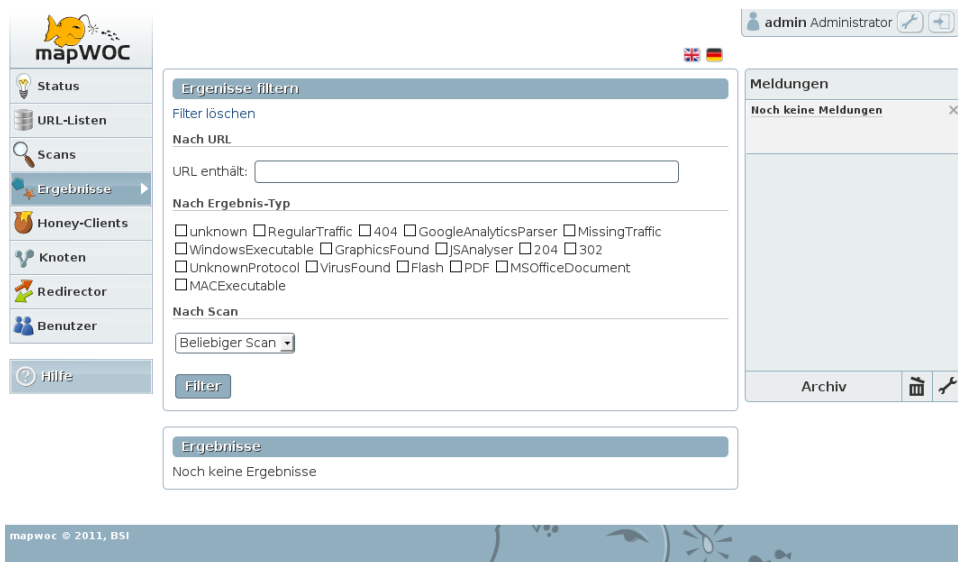 mapWOC
admin Administrator
Status
URL-Listen
Scans
Ergebnisse
Honey-Clients
Knoten
Redirector
Benutzer
Hilfe
Ergenisse filtern
Filter löschen
Nach URL
URL enthält:
Nach Ergebnis-Typ
unknown RegularTraffic 404 GoogleAnalyticsParser MissingTraffic
WindowsExecutable GraphicsFound JSAnalyser 204 302
UnknownProtocol VirusFound Flash PDF MSOfficeDocument
MACExecutable
Nach Scan
Beliebiger Scan
Filter
Ergebnisse
Noch keine Ergebnisse
Meldungen
Noch keine Meldungen
Archiv
mapwoc © 2011, BSI